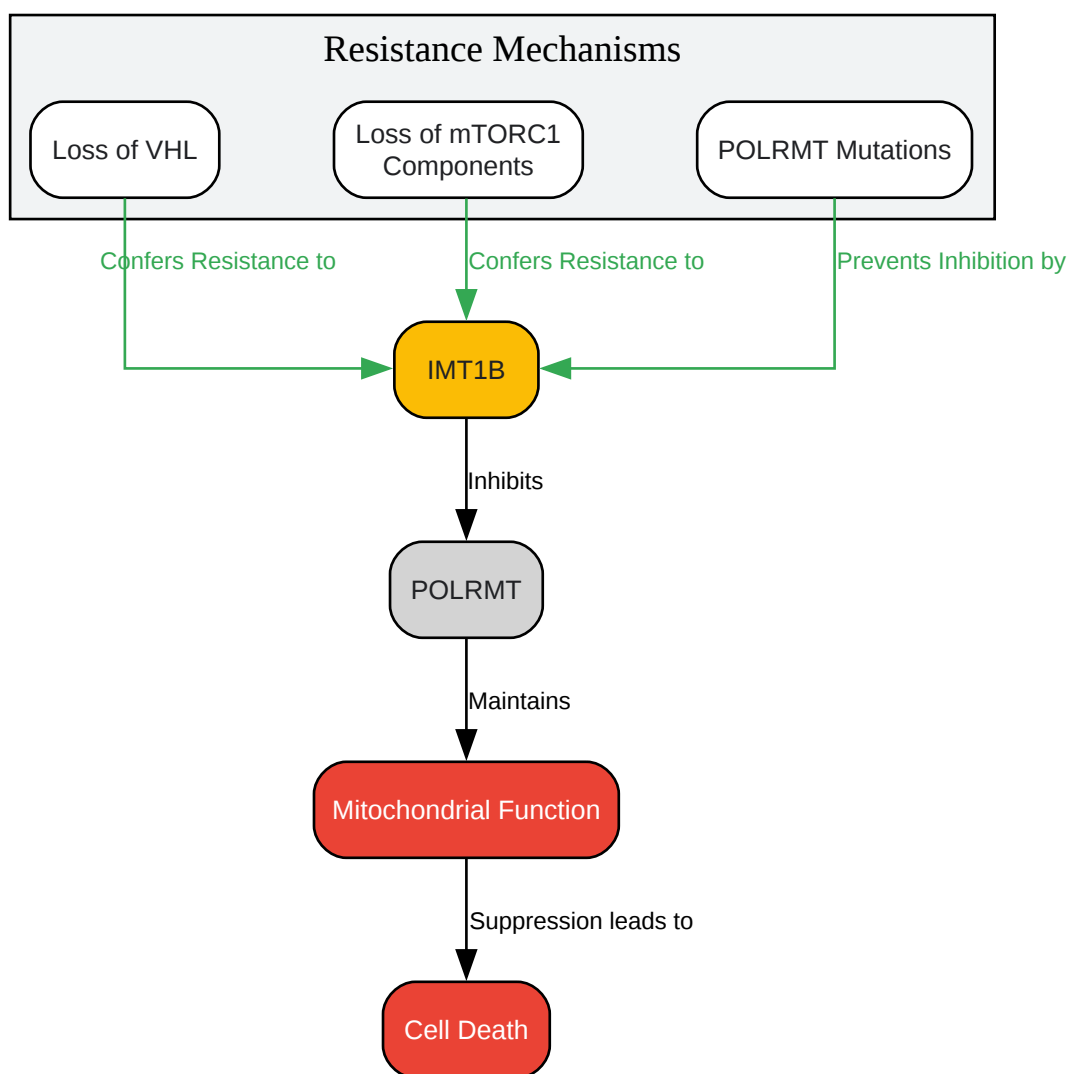 Resistance Mechanisms
Loss of VHL
Loss of mTORC1
Components
POLRMT Mutations
Confers Resistance to
Confers Resistance to
Prevents Inhibition by
IMT1B
Inhibits
POLRMT
Maintains
Mitochondrial Function
Suppression leads to
Cell Death